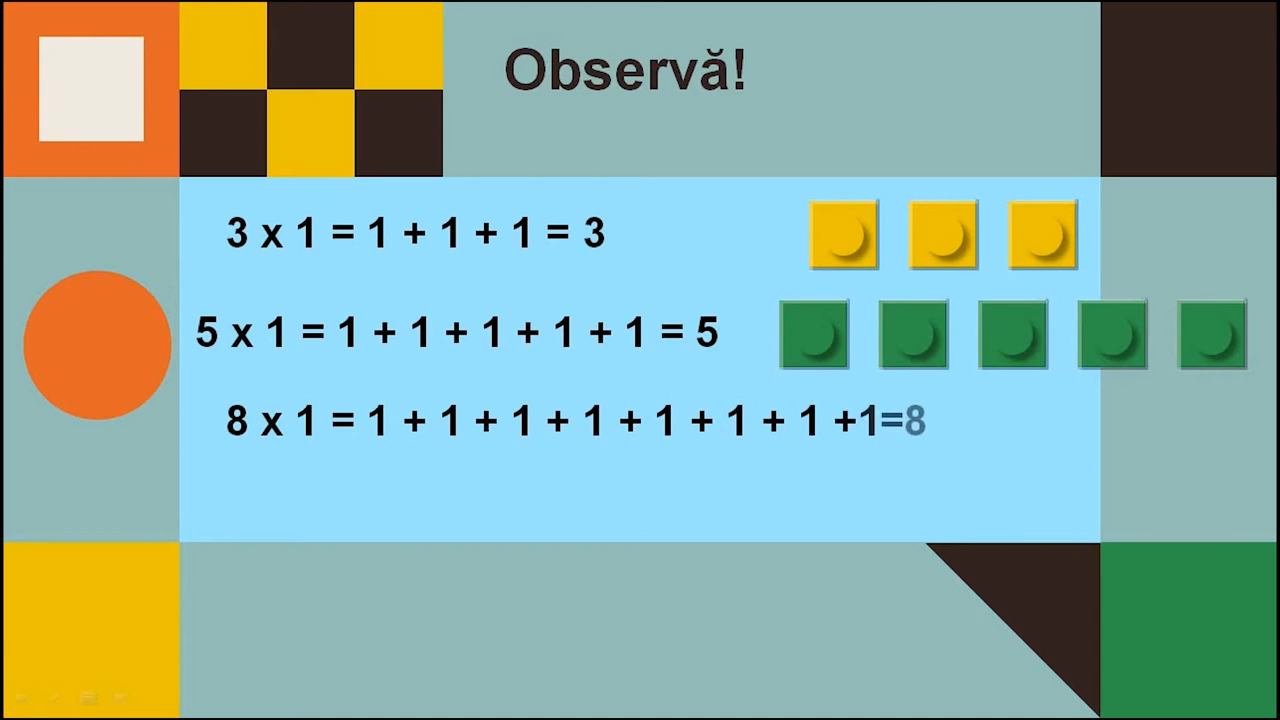 Observă!
3 x 1 = 1 + 1 + 1 = 3
5 x 1 = 1 + 1 + 1 + 1 + 1 = 5
8 x 1 = 1 + 1 + 1 + 1 + 1 + 1 + 1 +1=8